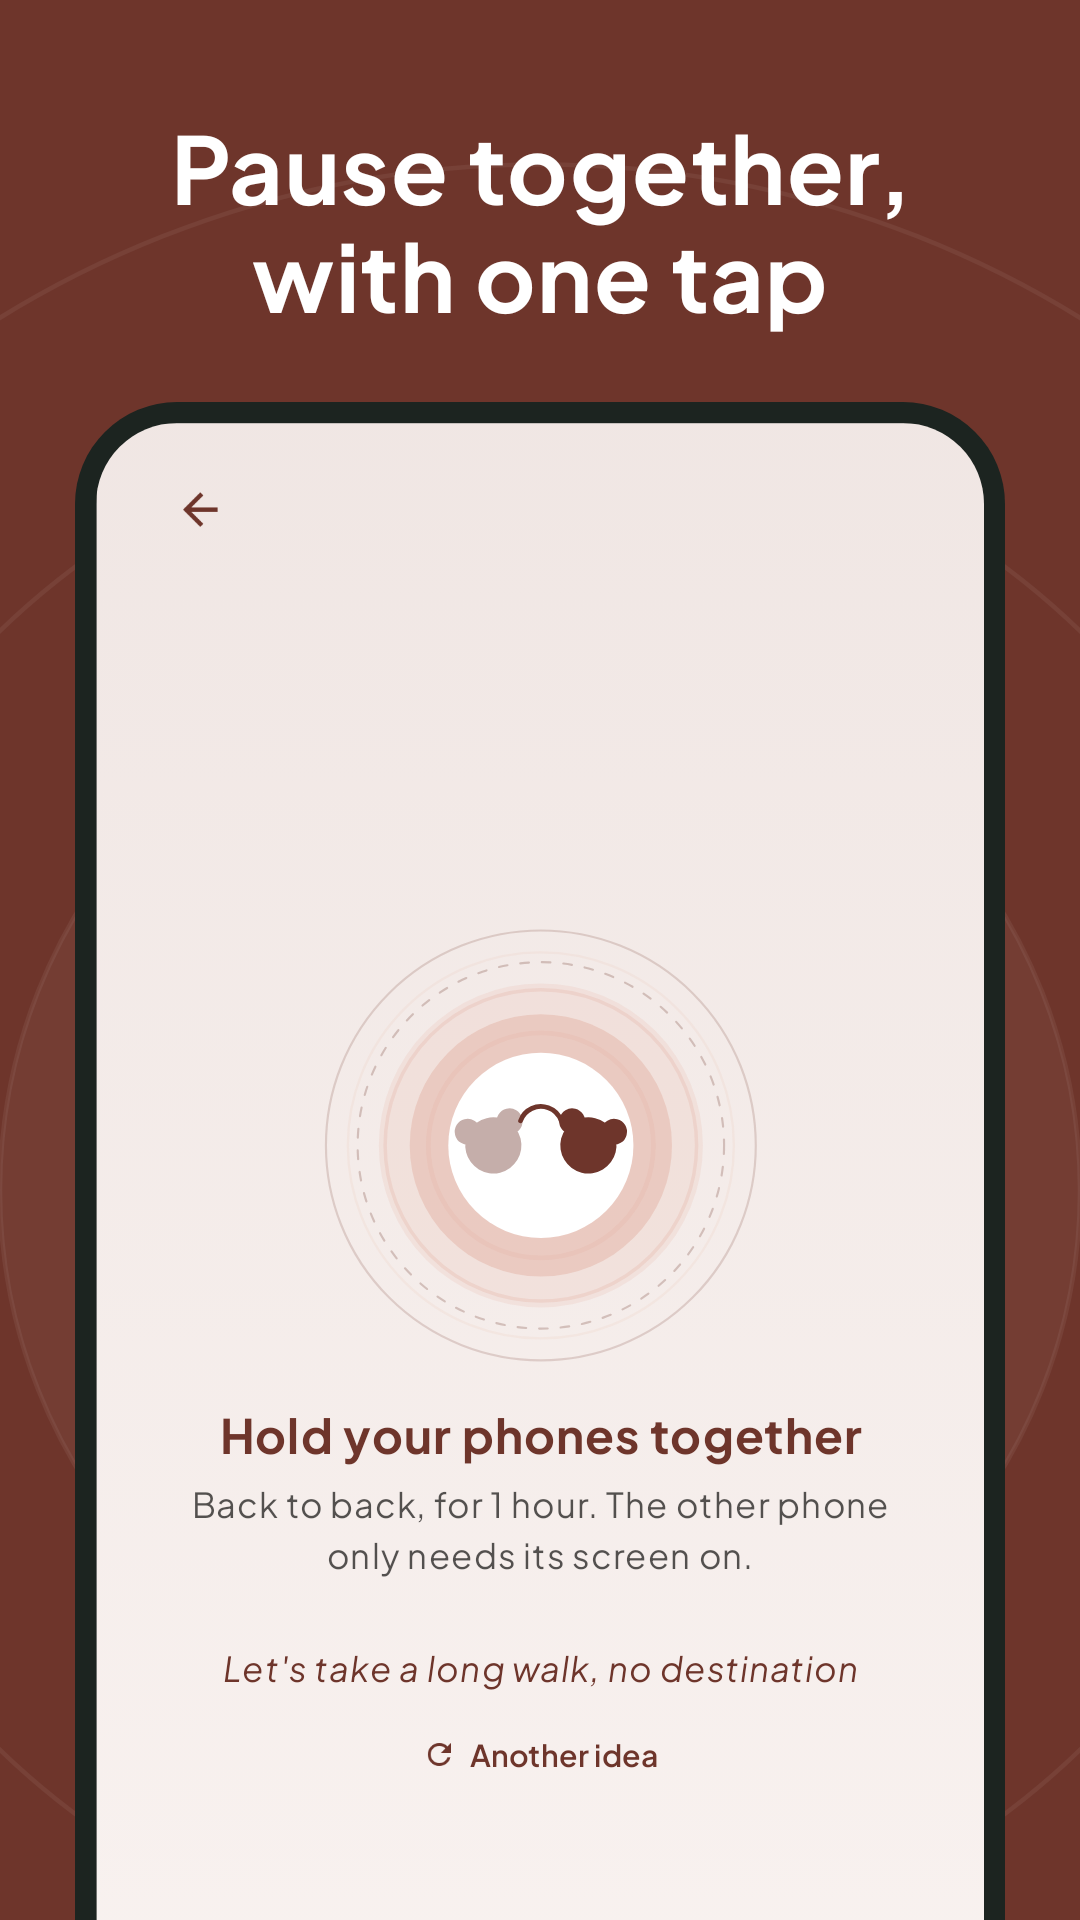 Pause together,
with one tap
Hold your phones together
Back to back, for 1 hour. The other phone
only needs its screen on.
Let's take a long walk, no destination
Another idea